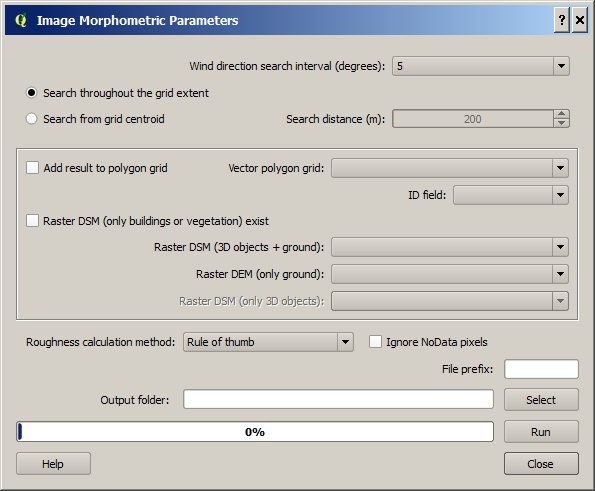 Image Morphometric Parameters
Wind direction search interval (degrees): 5
Search throughout the grid extent
Search from grid centroid Search distance (m): 200
Add result to polygon grid Vector polygon grid:
ID field:
Raster DSM (only buildings or vegetation) exist
Raster DSM (3D objects + ground):
Raster DEM (only ground):
Raster DSM (only 3D objects):
Roughness calculation method: Rule of thumb Ignore NoData pixels
File prefix:
Output folder: Select
0% Run
Help Close